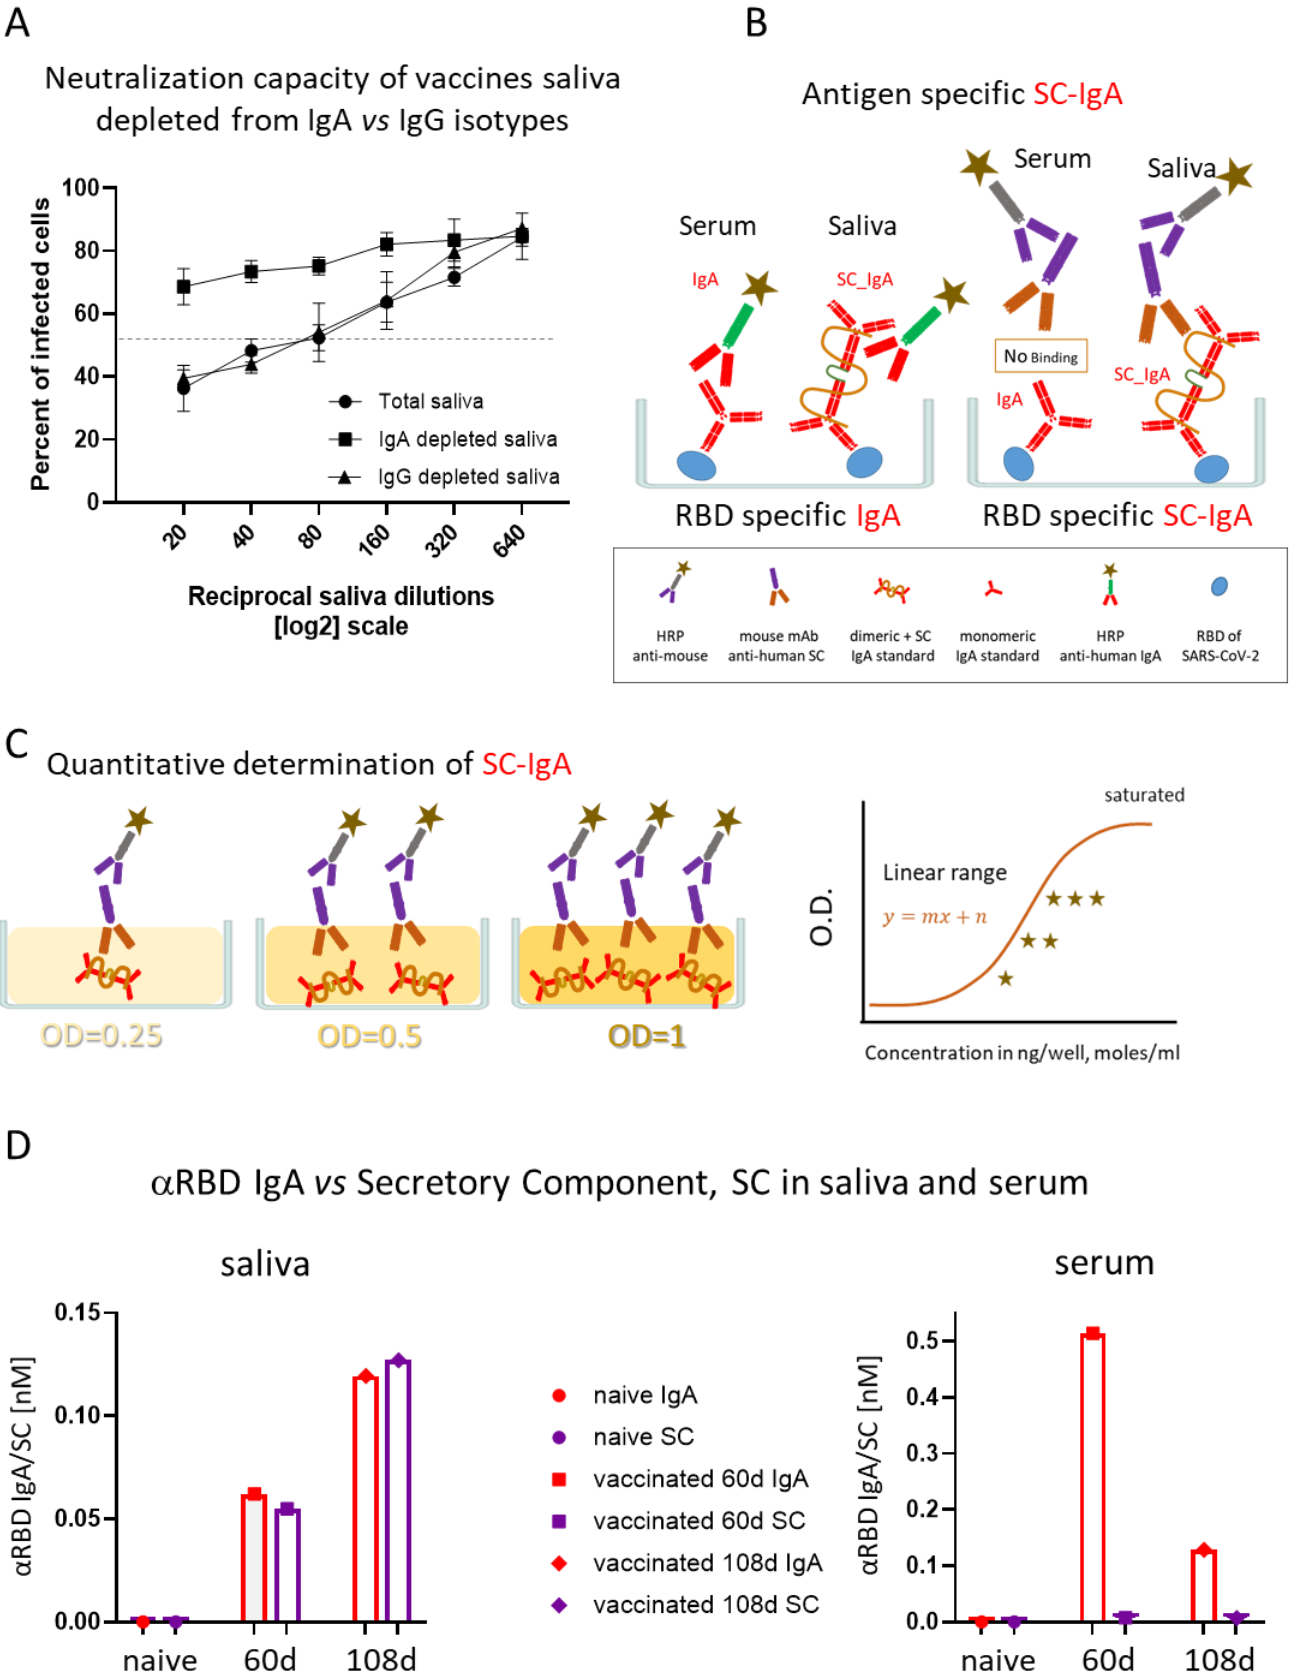 A
Neutralization capacity of vaccines saliva
depleted from IgA vs IgG isotypes
Percent of infected cells
100
80
60
40
20
0
Total saliva
IgA depleted saliva
IgG depleted saliva
20
40
80
160
320
640
Reciprocal saliva dilutions
[log2] scale
B
Antigen specific SC-IgA
Serum
Saliva
Serum
Saliva
IgA
SC_IgA
No Binding
IgA
SC_IgA
RBD specific IgA
RBD specific SC-IgA
HRP
anti-mouse
mouse mAb
anti-human SC
dimeric + SC
IgA standard
monomeric
IgA standard
HRP
anti-human IgA
RBD of
SARS-CoV-2
C
Quantitative determination of SC-IgA
OD=0.25
OD=0.5
OD=1
saturated
Linear range
y = mx + n
O.D.
Concentration in ng/well, moles/ml
D
αRBD IgA vs Secretory Component, SC in saliva and serum
saliva
αRBD IgA/SC [nM]
0.15
0.10
0.05
0.00
naive
60d
108d
naive IgA
naive SC
vaccinated 60d IgA
vaccinated 60d SC
vaccinated 108d IgA
vaccinated 108d SC
serum
αRBD IgA/SC [nM]
0.5
0.4
0.3
0.2
0.1
0.0
naive
60d
108d